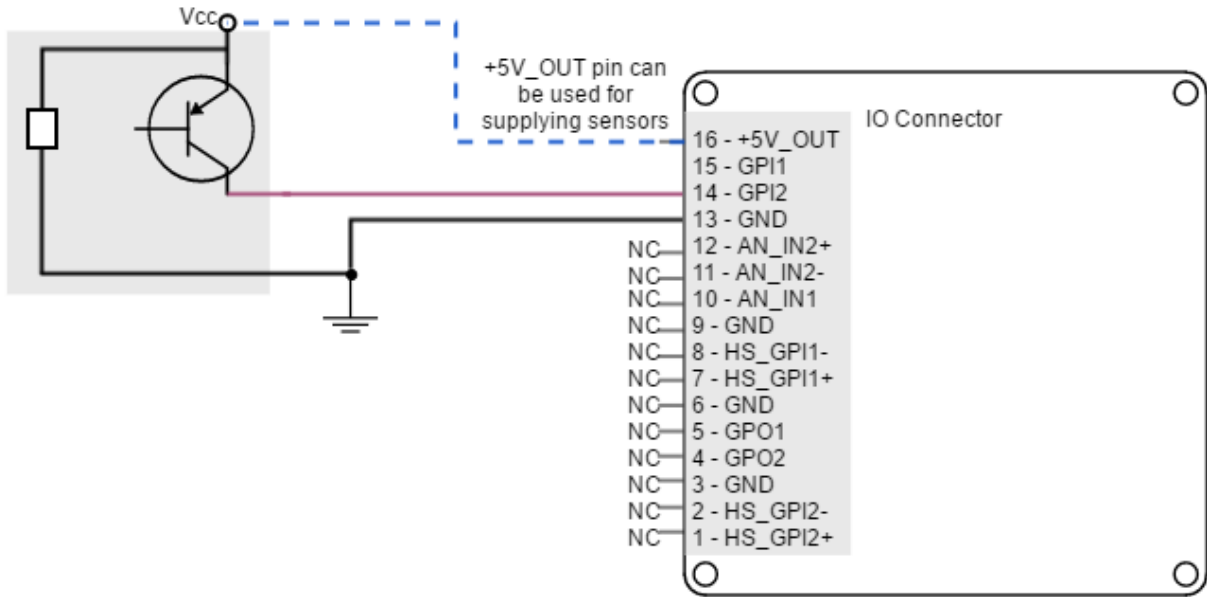 Vcc
+5V_OUT pin can
be used for
supplying sensors
IO Connector
16 - +5V_OUT
15 - GPI1
14 - GPI2
13 - GND
NC 12 - AN_IN2+
NC 11 - AN_IN2-
NC 10 - AN_IN1
NC 9 - GND
NC 8 - HS_GPI1-
NC 7 - HS_GPI1+
NC 6 - GND
NC 5 - GPO1
NC 4 - GPO2
NC 3 - GND
NC 2 - HS_GPI2-
NC 1 - HS_GPI2+